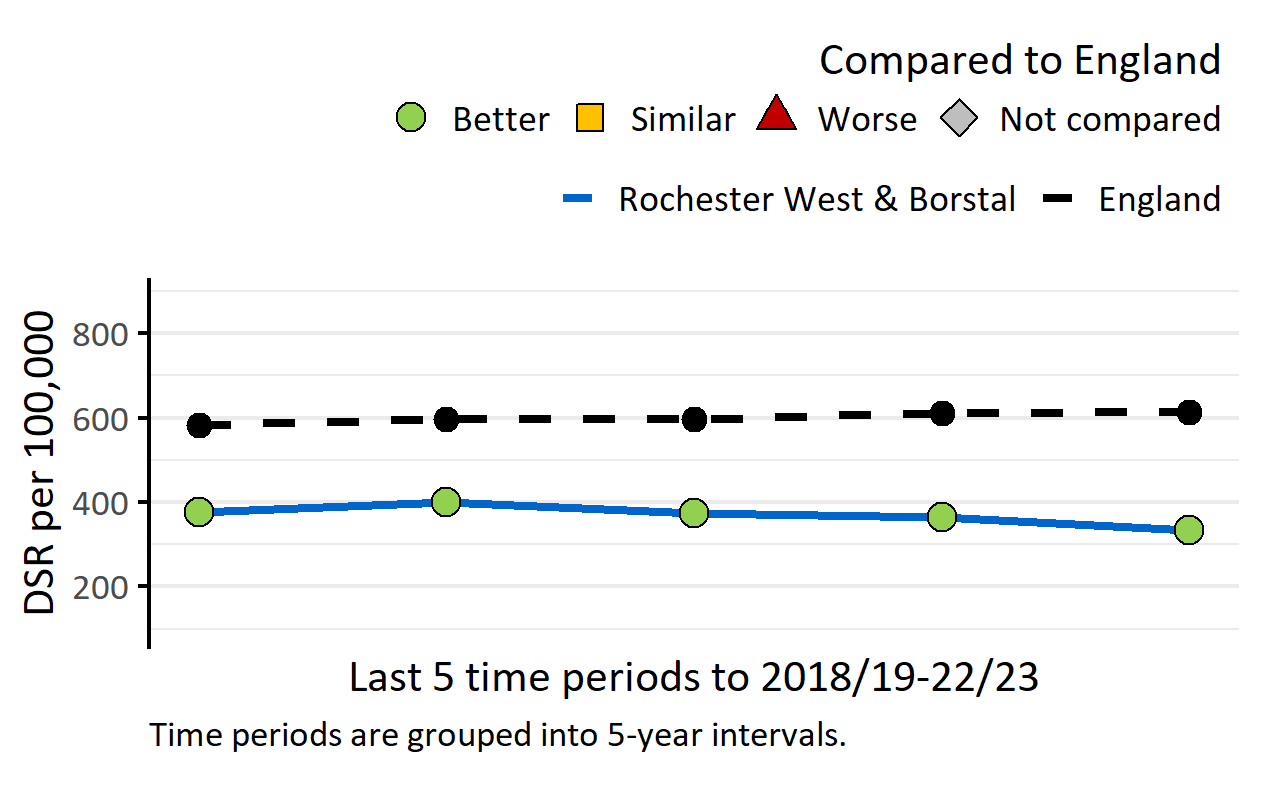 Compared to England
Better Similar Worse Not compared
Rochester West & Borstal England
DSR per 100,000
800
600
400
200
Last 5 time periods to 2018/19-22/23
Time periods are grouped into 5-year intervals.